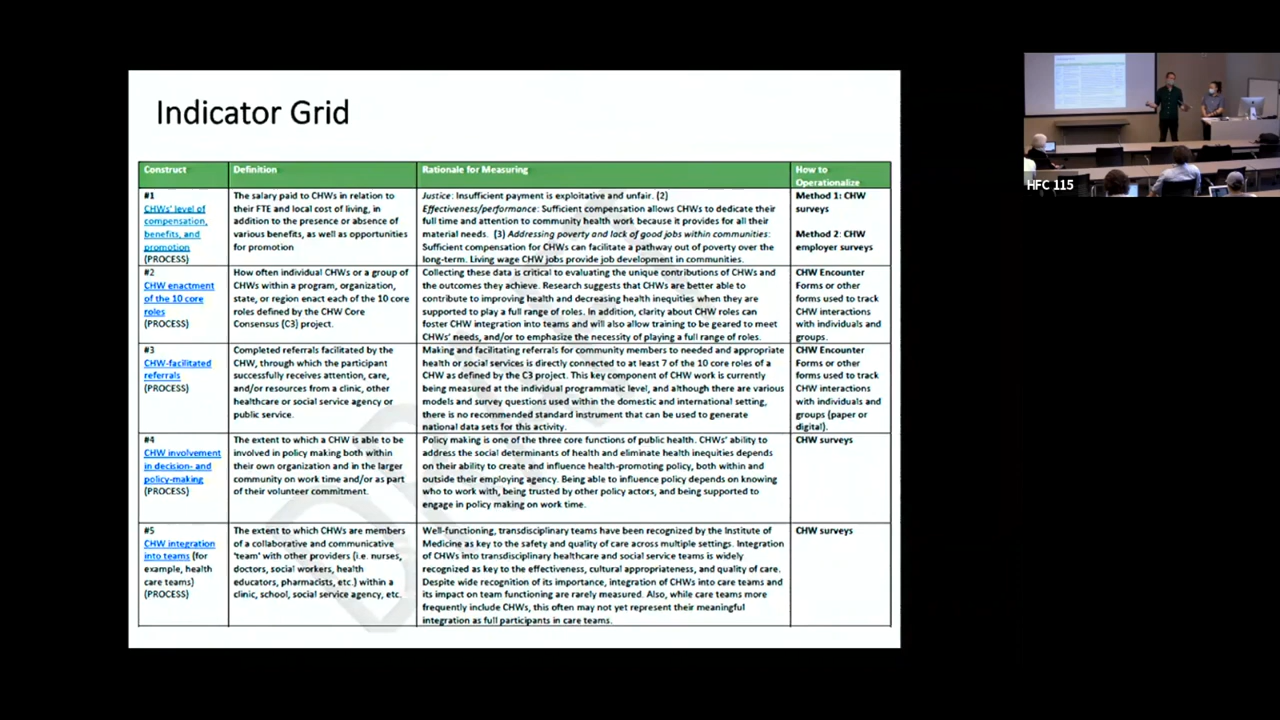 Indicator Grid
Construct
Definition
Rationale for Measuring
How to
Operationalize
#1
CHWs' level of
compensation,
benefits, and
promotion
(PROCESS)
The salary paid to CHWs in relation to
their FTE and local cost of living, in
addition to the presence or absence of
various benefits, as well as opportunities
for promotion
Justice: Insufficient payment is exploitative and unfair. (2)
Effectiveness/performance: Sufficient compensation allows CHWs to dedicate their
full time and attention to community health work because it provides for all their
material needs. (3) Addressing poverty and lack of good jobs within communities:
Sufficient compensation for CHWs can facilitate a pathway out of poverty over the
long-term. Living wage CHW jobs provide job development in communities.
Method 1: CHW
surveys
Method 2: CHW
employer surveys
#2
CHW enactment
of the 10 core
roles
(PROCESS)
How often individual CHWs or a group of
CHWs within a program, organization,
state, or region enact each of the 10 core
roles defined by the CHW Core
Consensus (C3) project.
Collecting these data is critical to evaluating the unique contributions of CHWs and
the outcomes they achieve. Research suggests that CHWs are better able to
contribute to improving health and decreasing health inequities when they are
supported to play a full range of roles. In addition, clarity about CHW roles can
foster CHW integration into teams and will also allow training to be geared to meet
CHWs' needs, and/or to emphasize the necessity of playing a full range of roles.
CHW Encounter
Forms or other
forms used to track
CHW interactions
with individuals and
groups.
#3
CHW-facilitated
referrals
(PROCESS)
Completed referrals facilitated by the
CHW, through which the participant
successfully receives attention, care,
and/or resources from a clinic, other
healthcare or social service agency or
public service.
Making and facilitating referrals for community members to needed and appropriate
health or social services is directly connected to at least 7 of the 10 core roles of a
CHW as defined by the C3 project. This key component of CHW work is currently
being measured at the individual programmatic level, and although there are various
models and survey questions used within the domestic and international setting,
there is no recommended standard instrument that can be used to generate
national data sets for this activity.
CHW Encounter
Forms or other
forms used to track
CHW interactions
with individuals and
groups (paper or
digital).
#4
CHW involvement
in decision- and
policy-making
(PROCESS)
The extent to which a CHW is able to be
involved in policy making both within
their own organization and in the larger
community on work time and/or as part
of their volunteer commitment.
Policy making is one of the three core functions of public health. CHWs' ability to
address the social determinants of health and eliminate health inequities depends
on their ability to create and influence health-promoting policy, both within and
outside their employing agency. Being able to influence policy depends on knowing
who to work with, being trusted by other policy actors, and being supported to
engage in policy making on work time.
CHW surveys
#5
CHW integration
into teams (for
example, health
care teams)
(PROCESS)
The extent to which CHWs are members
of a collaborative and communicative
'team' with other providers (i.e. nurses,
doctors, social workers, health
educators, pharmacists, etc.) within a
clinic, school, social service agency, etc.
Well-functioning, transdisciplinary teams have been recognized by the Institute of
Medicine as key to the safety and quality of care across multiple settings. Integration
of CHWs into transdisciplinary healthcare and social service teams is widely
recognized as key to the effectiveness, cultural appropriateness, and quality of care.
Despite wide recognition of its importance, integration of CHWs into care teams and
its impact on team functioning are rarely measured. Also, while care teams more
frequently include CHWs, this often may not yet represent their meaningful
integration as full participants in care teams.
CHW surveys
DRAFT
HFC 115